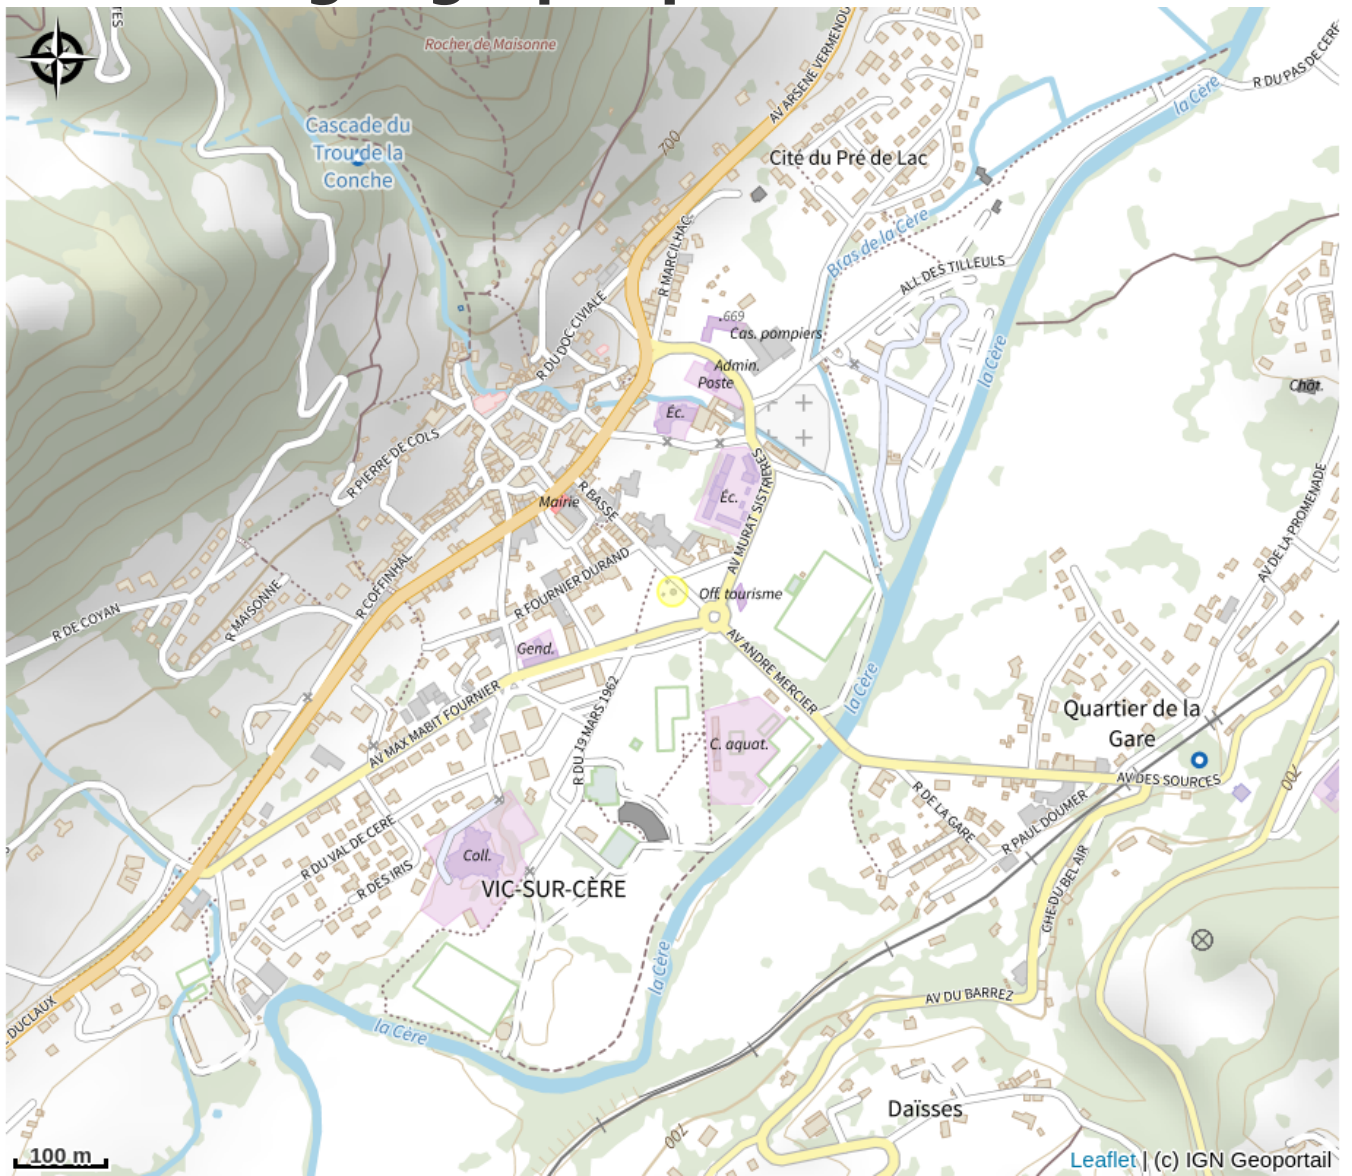 Rocher de Maisonne
AV ARSENE VERMENOU
R DU PAS DE CERE
la Cère
Cascade du
Trou de la
Conche
700
Cité du Pré de Lac
Bras de la Cère
R MARCILHAC
ALL DES TILLEULS
R DU DOC CIVIALE
669
Cas. pompiers
la Cère
Admin.
Poste
Chât.
Éc.
R PIERRE DE COLS
Éc.
R BASSE
Mairie
AV MURAT SISTRIERES
AV DE LA PROMENADE
R COFFINHAL
R FOURNIER DURAND
Off. tourisme
R MAISONNE
R DE COYAN
Gend.
AV ANDRE MERCIER
la Cère
AV MAX MABIT FOURNIER
R DU 19 MARS 1962
Quartier de la
Gare
C. aquat.
AV DES SOURCES
700
R DE LA GARE
R PAUL DOUMER
R DU VAL DE CERE
R DES IRIS
Coll.
VIC-SUR-CÈRE
CHE DU BEL AIR
la Cère
AV DU BARREZ
DUCLAUX
la Cère
Daïsses
700
100 m
Leaflet | (c) IGN Geoportail